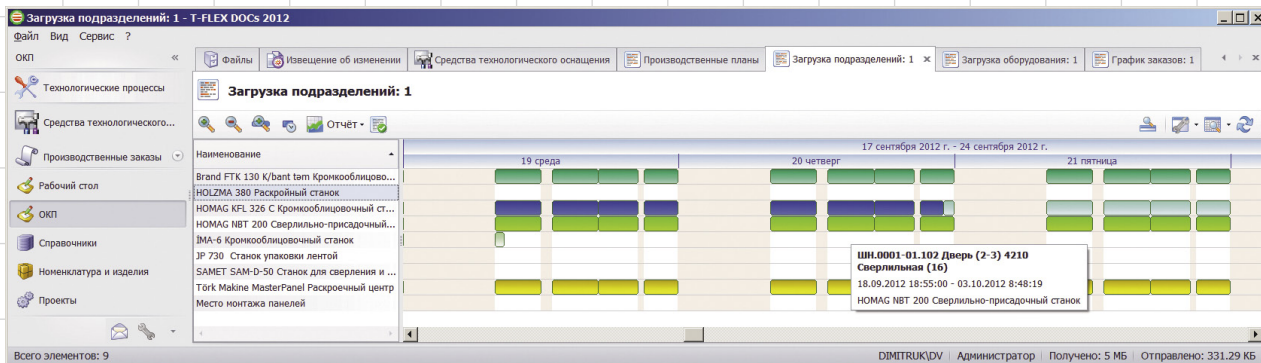 Загрузка подразделений: 1 - T-FLEX DOCs 2012
Файл Вид Сервис ?
ОКП «
Файлы Извещение об изменении Средства технологического оснащения Производственные планы Загрузка подразделений: 1 Загрузка оборудования: 1 График заказов: 1
Технологические процессы
Средства технологического...
Производственные заказы
Рабочий стол
ОКП
Справочники
Номенклатура и изделия
Проекты
Загрузка подразделений: 1
Отчёт
Наименование
17 сентября 2012 г. - 24 сентября 2012 г.
19 среда 20 четверг 21 пятница
Brand FTK 130 K/bant tam Кромкооблицово...
HOLZMA 380 Раскройный станок
HOMAG KFL 326 C Кромкооблицовочный ст...
HOMAG NBT 200 Сверлильно-присадочный...
İMA-6 Кромкооблицовочный станок
JP 730 Станок упаковки лентой
SAMET SAM-D-50 Станок для сверления и ...
Törk Makine MasterPanel Раскроечный центр
Место монтажа панелей
ШН.0001-01.102 Дверь (2-3) 4210
Сверлильная (16)
18.09.2012 18:55:00 - 03.10.2012 8:48:19
HOMAG NBT 200 Сверлильно-присадочный станок
Всего элементов: 9 DIMITRUK\DV Администратор Получено: 5 МБ Отправлено: 331.29 КБ